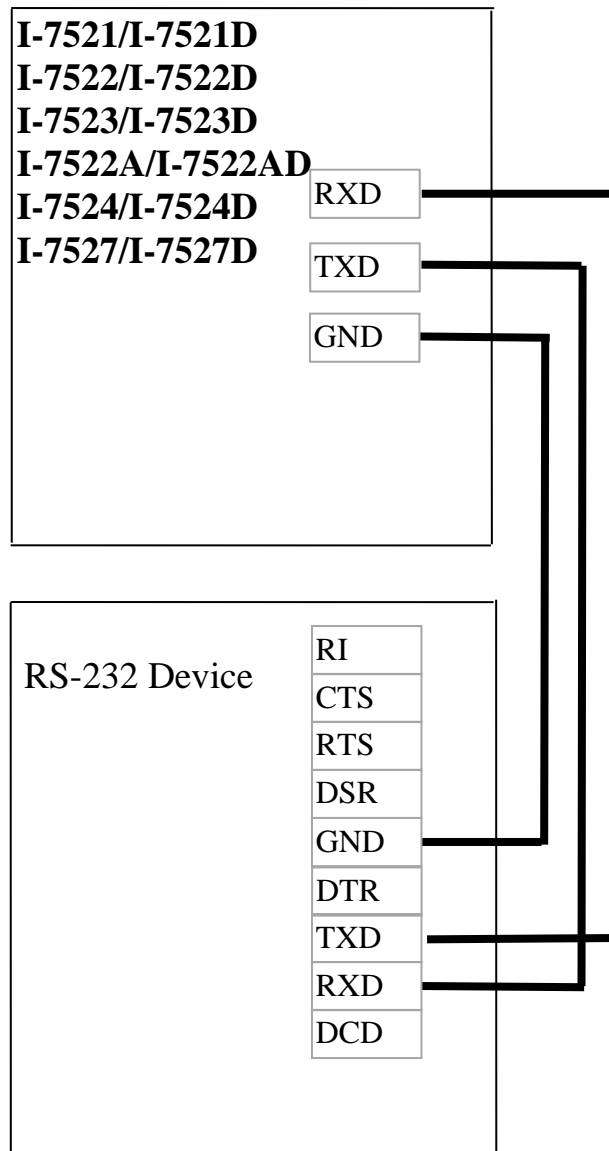 I-7521/I-7521D
I-7522/I-7522D
I-7523/I-7523D
I-7522A/I-7522AD
I-7524/I-7524D
I-7527/I-7527D
RXD
TXD
GND
RS-232 Device
RI
CTS
RTS
DSR
GND
DTR
TXD
RXD
DCD